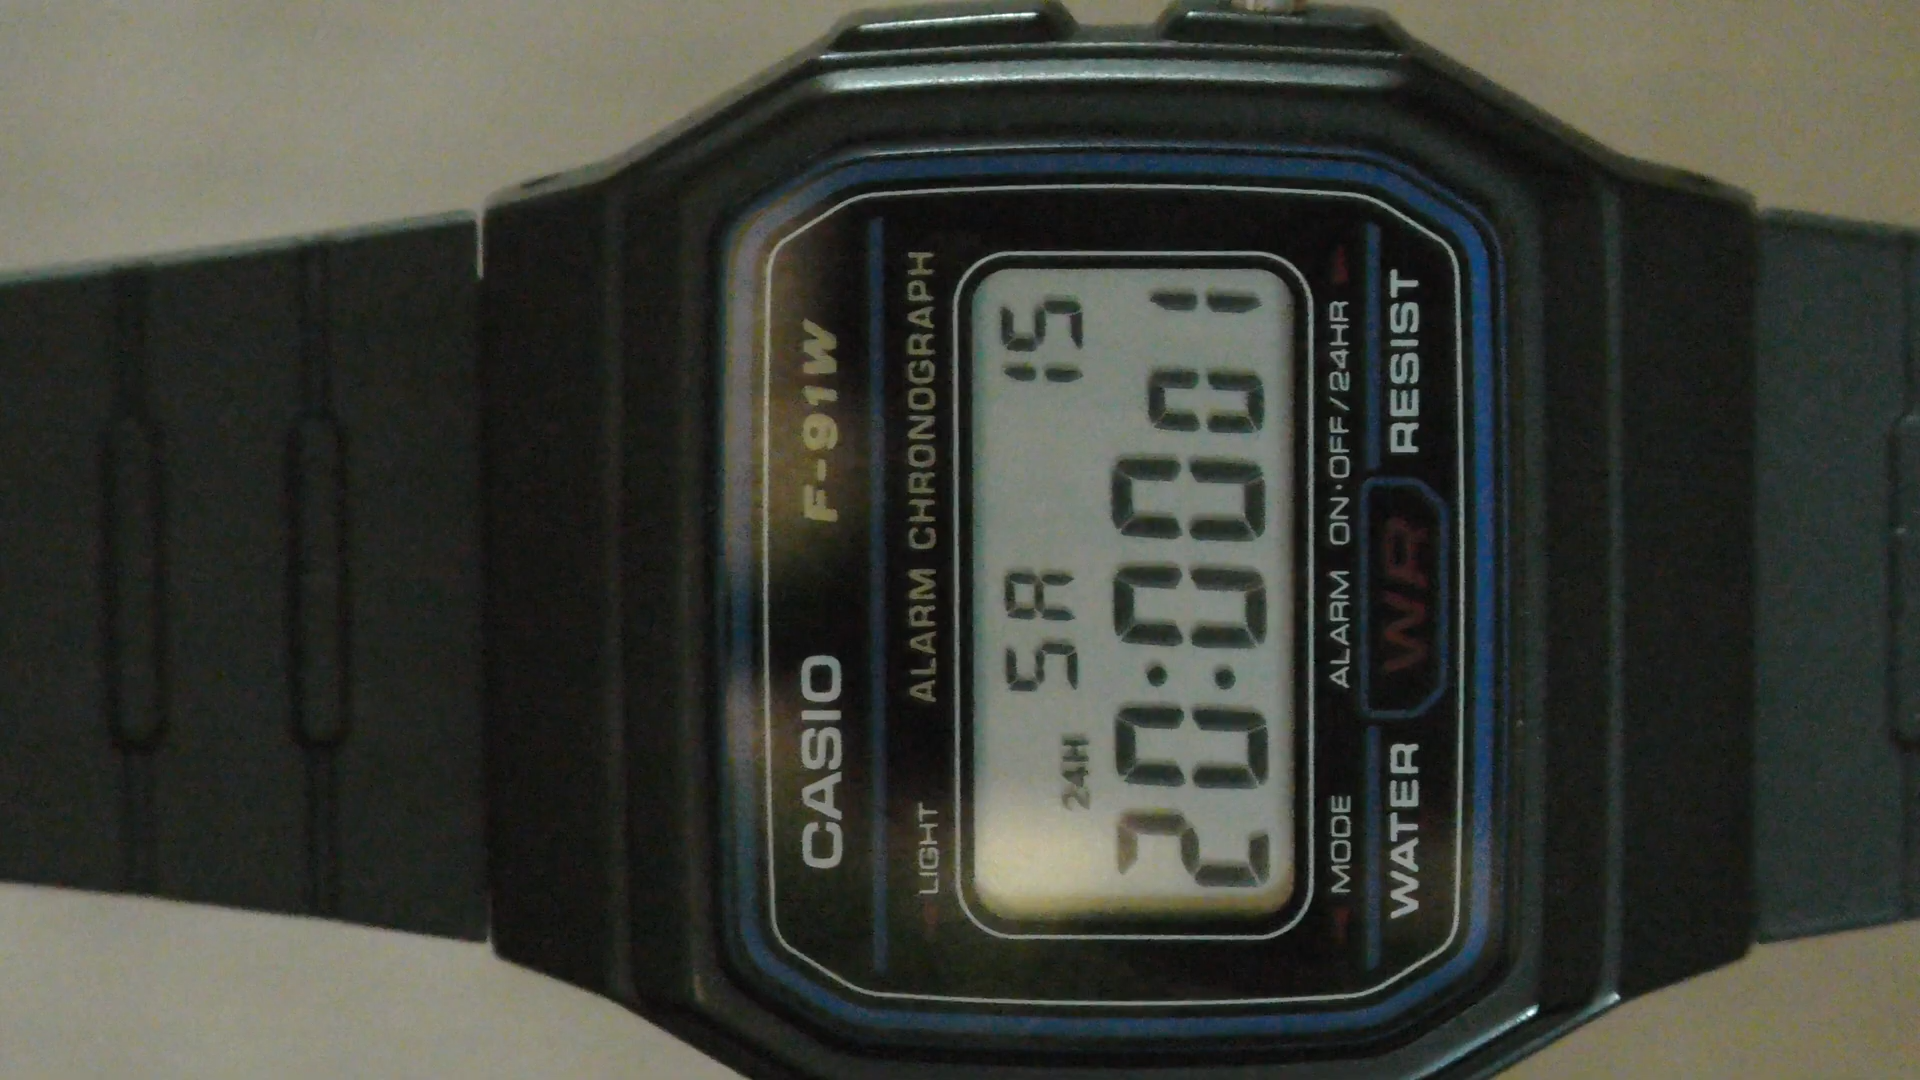 CASIO F-91W
LIGHT ALARM CHRONOGRAPH
SA 15
24H
20:00 01
MODE ALARM ON·OFF/24HR
WATER WR RESIST